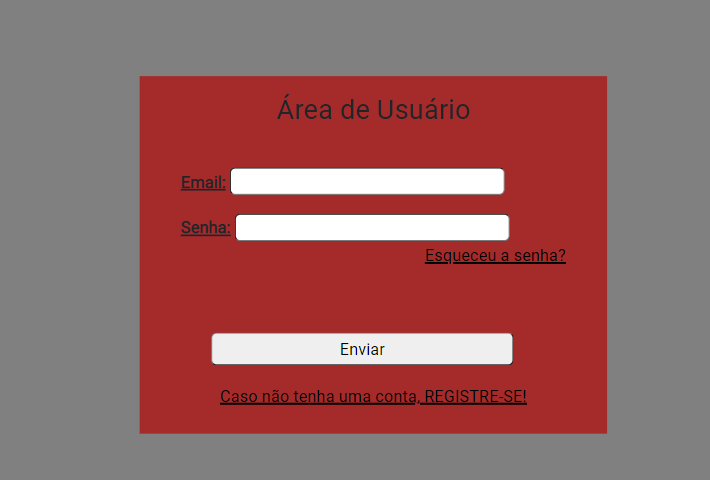 Área de Usuário
Email:
Senha:
Esqueceu a senha?
Enviar
Caso não tenha uma conta, REGISTRE-SE!